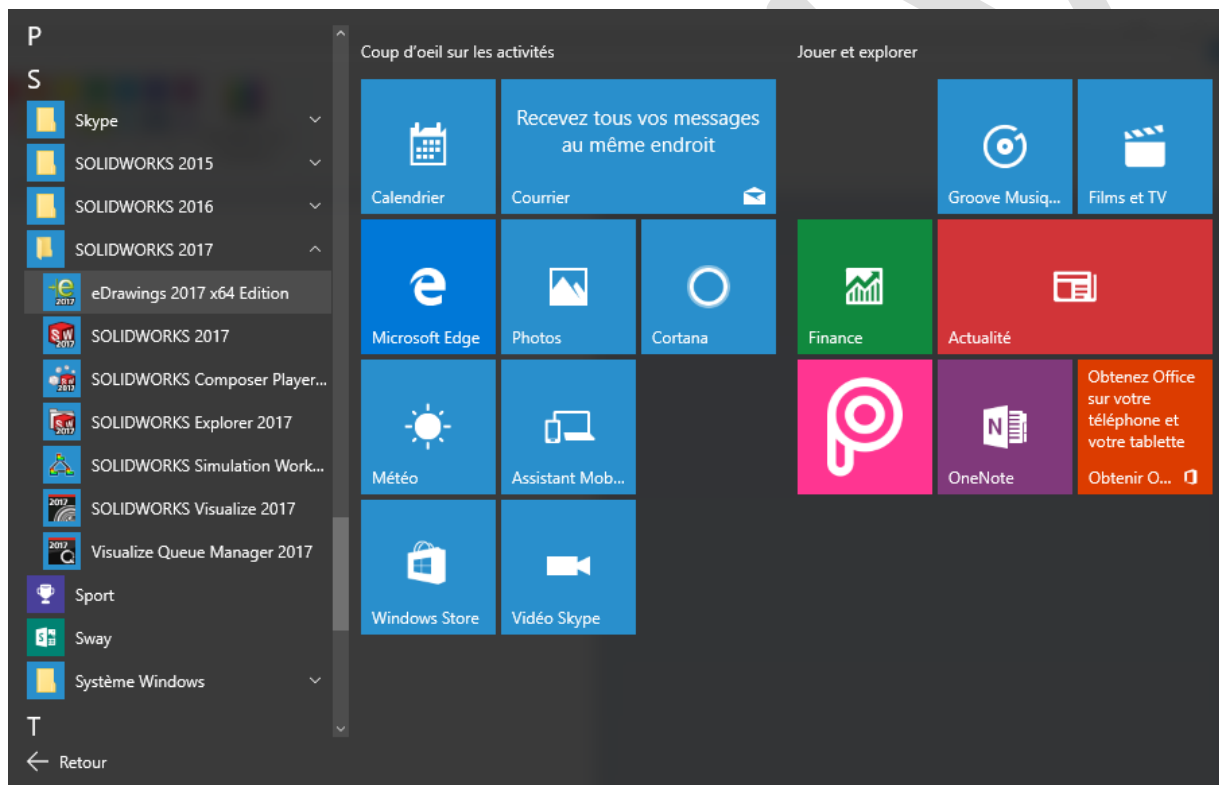 P
S
Skype
SOLIDWORKS 2015
SOLIDWORKS 2016
SOLIDWORKS 2017
eDrawings 2017 x64 Edition
SOLIDWORKS 2017
SOLIDWORKS Composer Player...
SOLIDWORKS Explorer 2017
SOLIDWORKS Simulation Work...
SOLIDWORKS Visualize 2017
Visualize Queue Manager 2017
Sport
Sway
Système Windows
T
Retour
Coup d'oeil sur les activités
Calendrier
Recevez tous vos messages
au même endroit
Courrier
Microsoft Edge
Photos
Cortana
Météo
Assistant Mob...
Windows Store
Vidéo Skype
Jouer et explorer
Groove Musiq...
Films et TV
Finance
Actualité
OneNote
Obtenez Office
sur votre
téléphone et
votre tablette
Obtenir O...